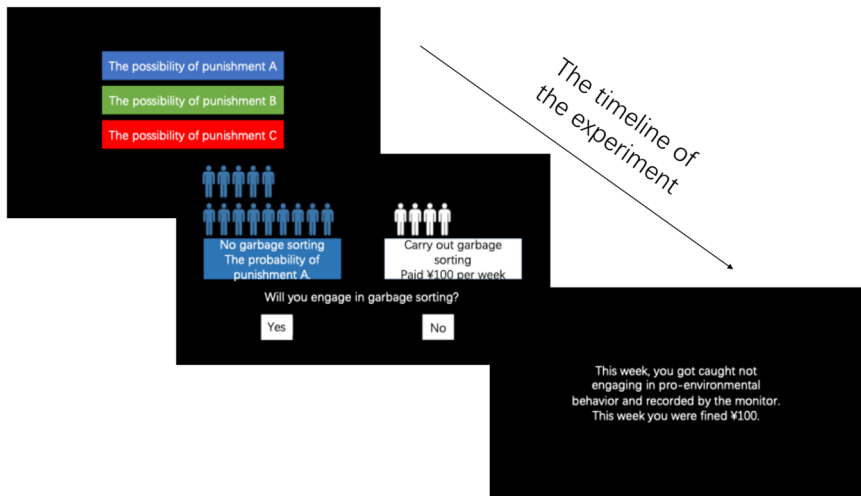 The possibility of punishment A
The possibility of punishment B
The possibility of punishment C
The timeline of
the experiment
No garbage sorting
The probability of
punishment A.
Carry out garbage
sorting
Paid ¥100 per week
Will you engage in garbage sorting?
Yes
No
This week, you got caught not
engaging in pro-environmental
behavior and recorded by the monitor.
This week you were fined ¥100.